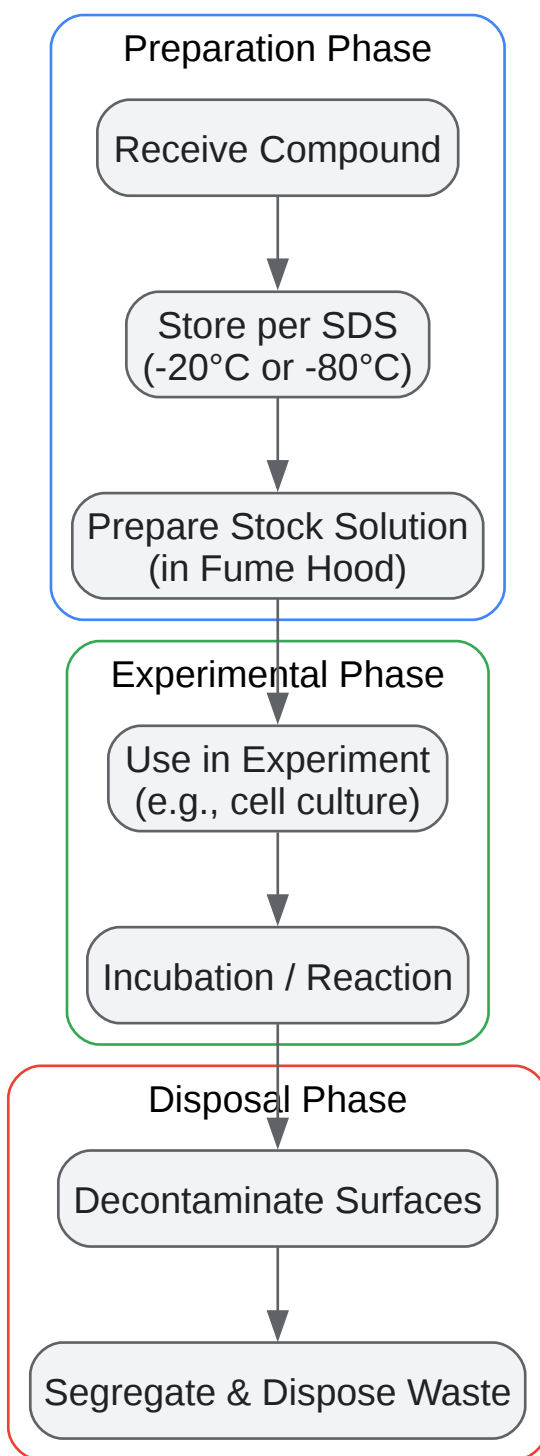 Preparation Phase
Receive Compound
Store per SDS
(-20°C or -80°C)
Prepare Stock Solution
(in Fume Hood)
Experimental Phase
Use in Experiment
(e.g., cell culture)
Incubation / Reaction
Disposal Phase
Decontaminate Surfaces
Segregate & Dispose Waste